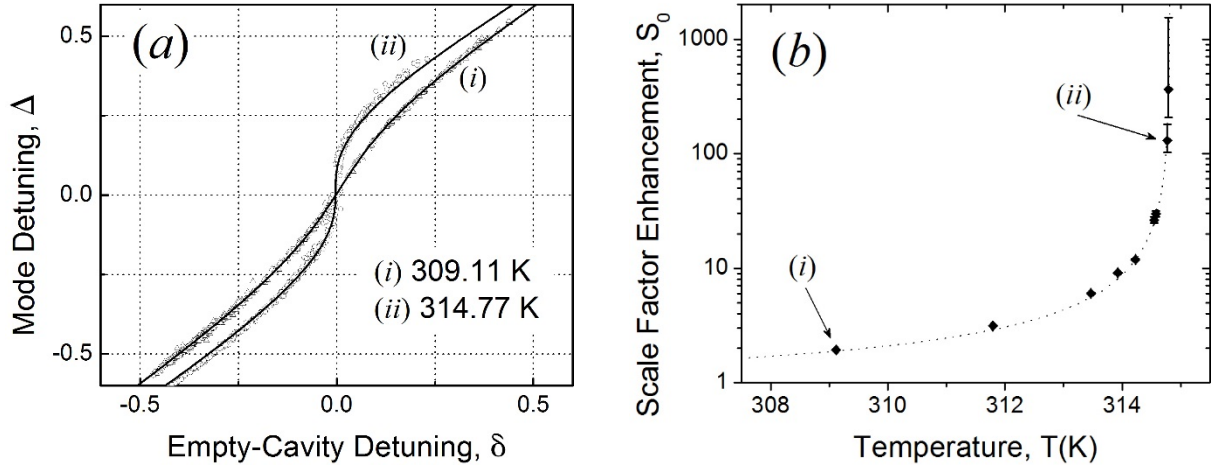 (a)
(ii)
(i)
0.5
0.0
-0.5
Mode Detuning, Δ
(i) 309.11 K
(ii) 314.77 K
-0.5 0.0 0.5
Empty-Cavity Detuning, δ
(b)
(ii)
(i)
1000
100
10
1
Scale Factor Enhancement, S₀
308 310 312 314
Temperature, T(K)